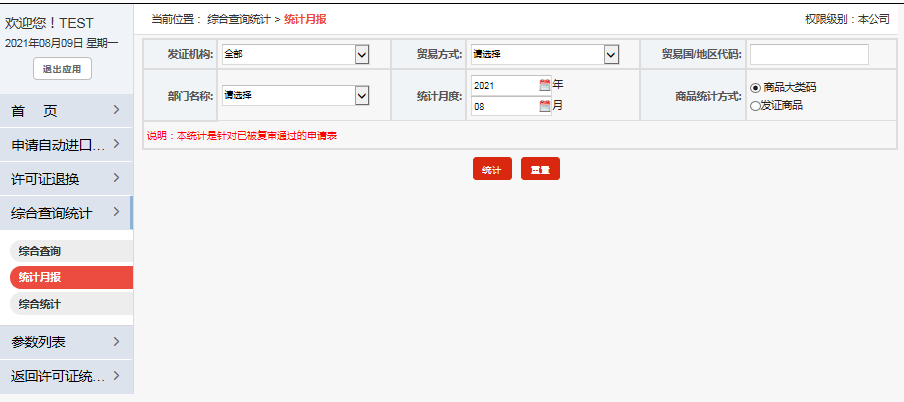 欢迎您！TEST
2021年08月09日 星期一
退出应用
首 页
申请自动进口...
许可证退换
综合查询统计
综合查询
统计月报
综合统计
参数列表
返回许可证统...
当前位置： 综合查询统计 > 统计月报
权限级别：本公司
发证机构: 全部 贸易方式: 请选择 贸易国/地区代码:
部门名称: 请选择 统计月度: 2021 年 08 月 商品统计方式: 商品大类码 发证商品
说明：本统计是针对已被复审通过的申请表
统计 重置